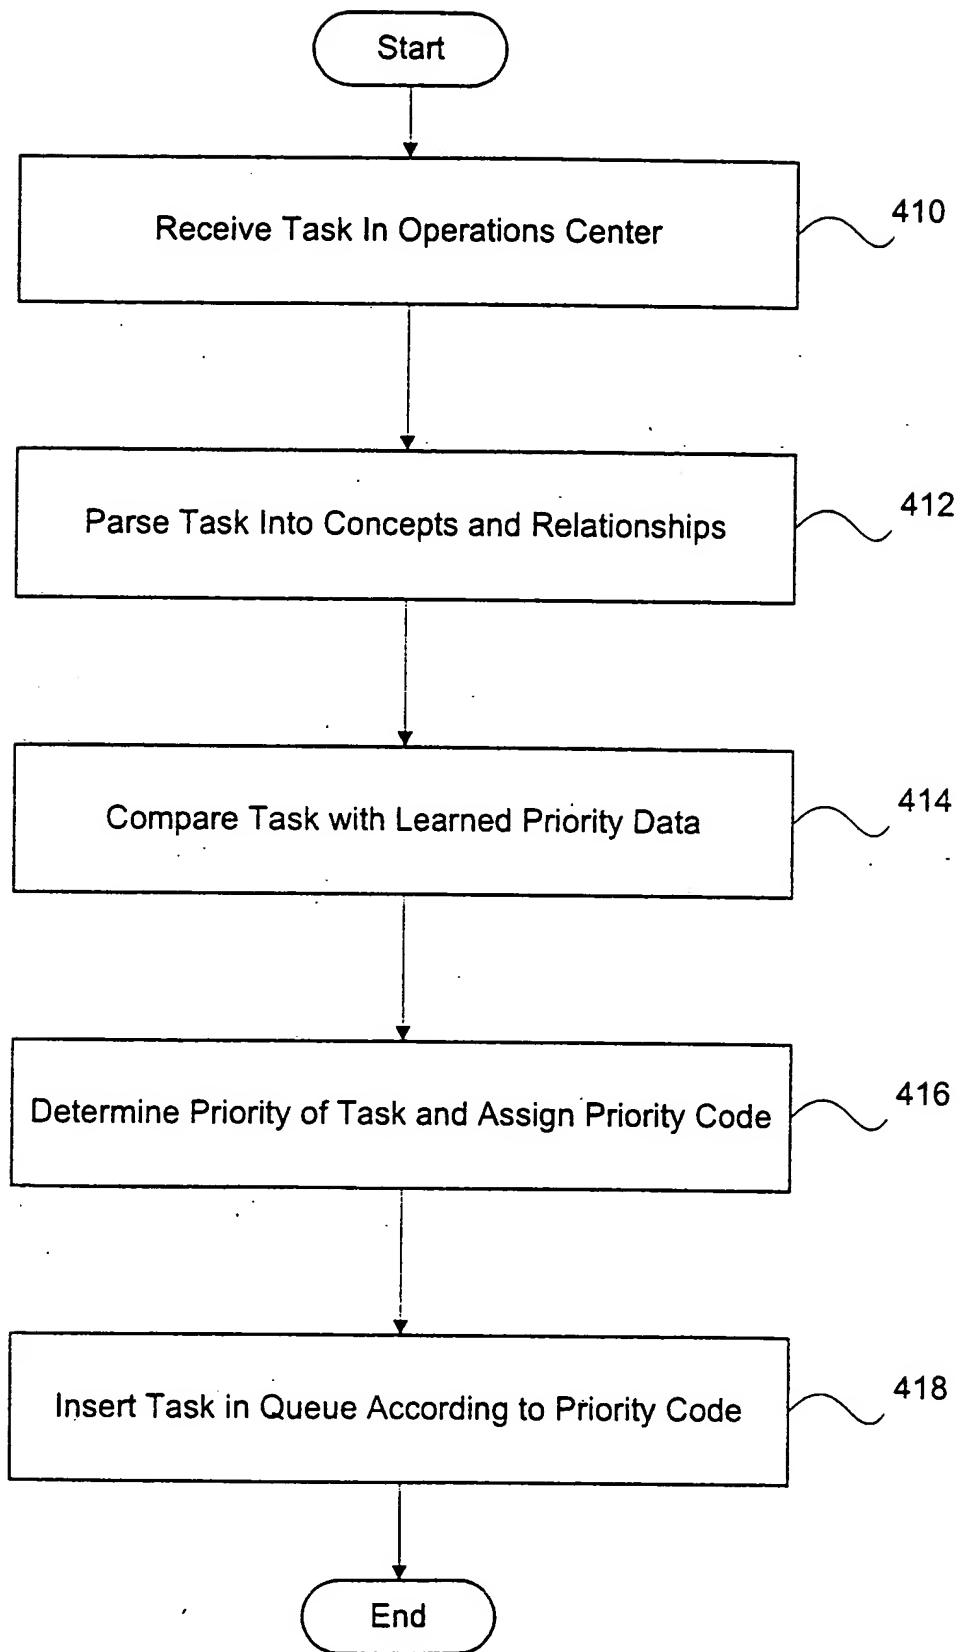 Start
Receive Task In Operations Center
410
Parse Task Into Concepts and Relationships
412
Compare Task with Learned Priority Data
414
Determine Priority of Task and Assign Priority Code
416
Insert Task in Queue According to Priority Code
418
End